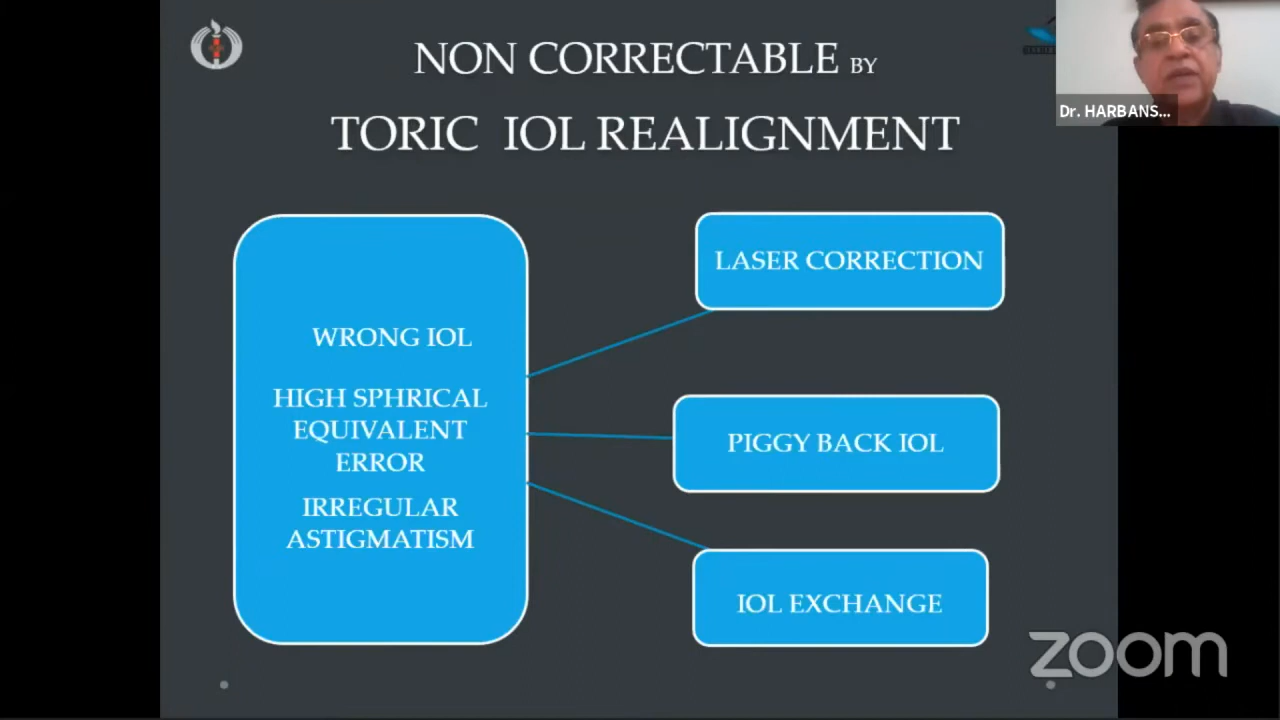 NON CORRECTABLE BY
TORIC IOL REALIGNMENT
Dr. HARBANS...
WRONG IOL
HIGH SPHRICAL
EQUIVALENT
ERROR
IRREGULAR
ASTIGMATISM
LASER CORRECTION
PIGGY BACK IOL
IOL EXCHANGE
zoom